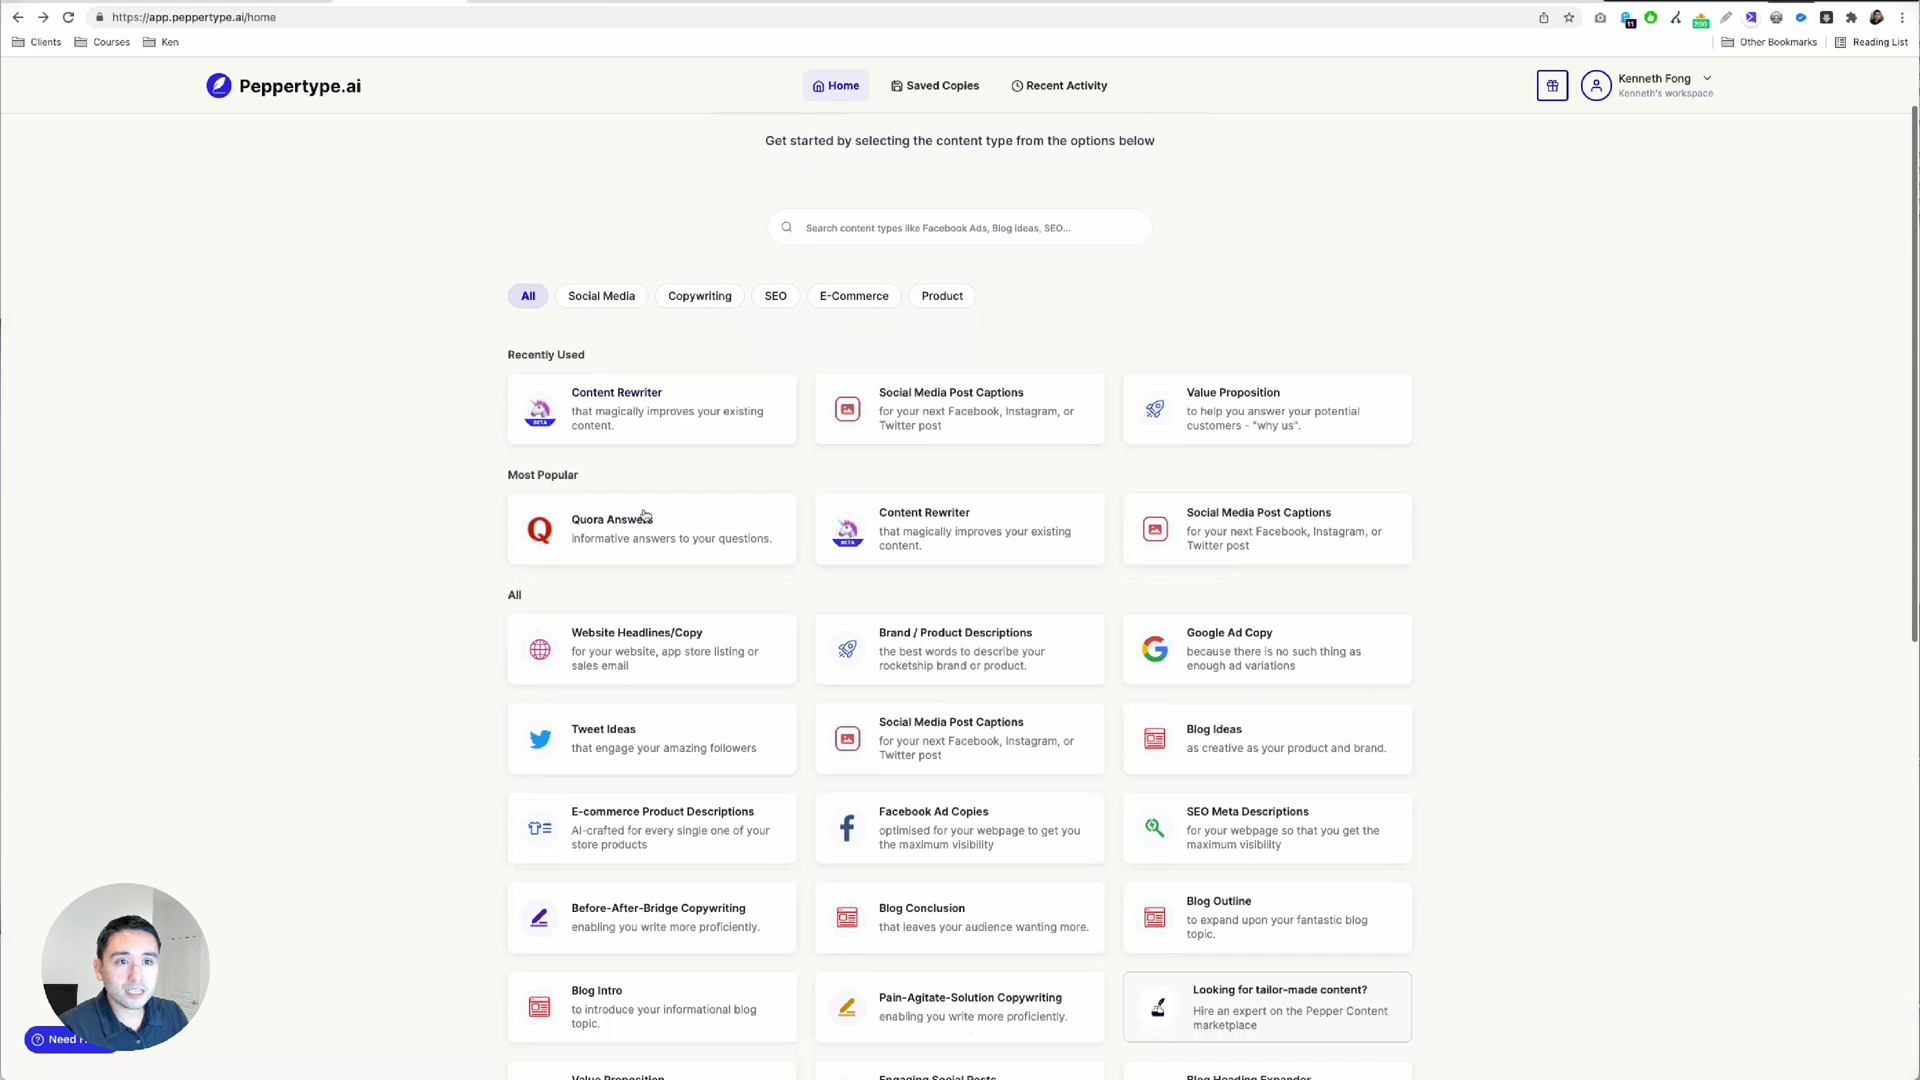 https://app.peppertype.ai/home
11
200
Clients
Courses
Ken
Other Bookmarks
Reading List
Peppertype.ai
Home
Saved Copies
Recent Activity
Kenneth Fong
Kenneth's workspace
Get started by selecting the content type from the options below
Search content types like Facebook Ads, Blog ideas, SEO...
All
Social Media
Copywriting
SEO
E-Commerce
Product
Recently Used
Content Rewriter
that magically improves your existing
content.
BETA
Social Media Post Captions
for your next Facebook, Instagram, or
Twitter post
Value Proposition
to help you answer your potential
customers - "why us".
Most Popular
Q
Quora Answers
informative answers to your questions.
Content Rewriter
that magically improves your existing
content.
BETA
Social Media Post Captions
for your next Facebook, Instagram, or
Twitter post
All
Website Headlines/Copy
for your website, app store listing or
sales email
Brand / Product Descriptions
the best words to describe your
rocketship brand or product.
Google Ad Copy
because there is no such thing as
enough ad variations
Tweet Ideas
that engage your amazing followers
Social Media Post Captions
for your next Facebook, Instagram, or
Twitter post
Blog Ideas
as creative as your product and brand.
E-commerce Product Descriptions
AI-crafted for every single one of your
store products
Facebook Ad Copies
optimised for your webpage to get you
the maximum visibility
SEO Meta Descriptions
for your webpage so that you get the
maximum visibility
Before-After-Bridge Copywriting
enabling you write more proficiently.
Blog Conclusion
that leaves your audience wanting more.
Blog Outline
to expand upon your fantastic blog
topic.
Blog Intro
to introduce your informational blog
topic.
Pain-Agitate-Solution Copywriting
enabling you write more proficiently.
Looking for tailor-made content?
Hire an expert on the Pepper Content
marketplace
Need
Value Proposition
Engaging Social Posts
Blog Heading Expander